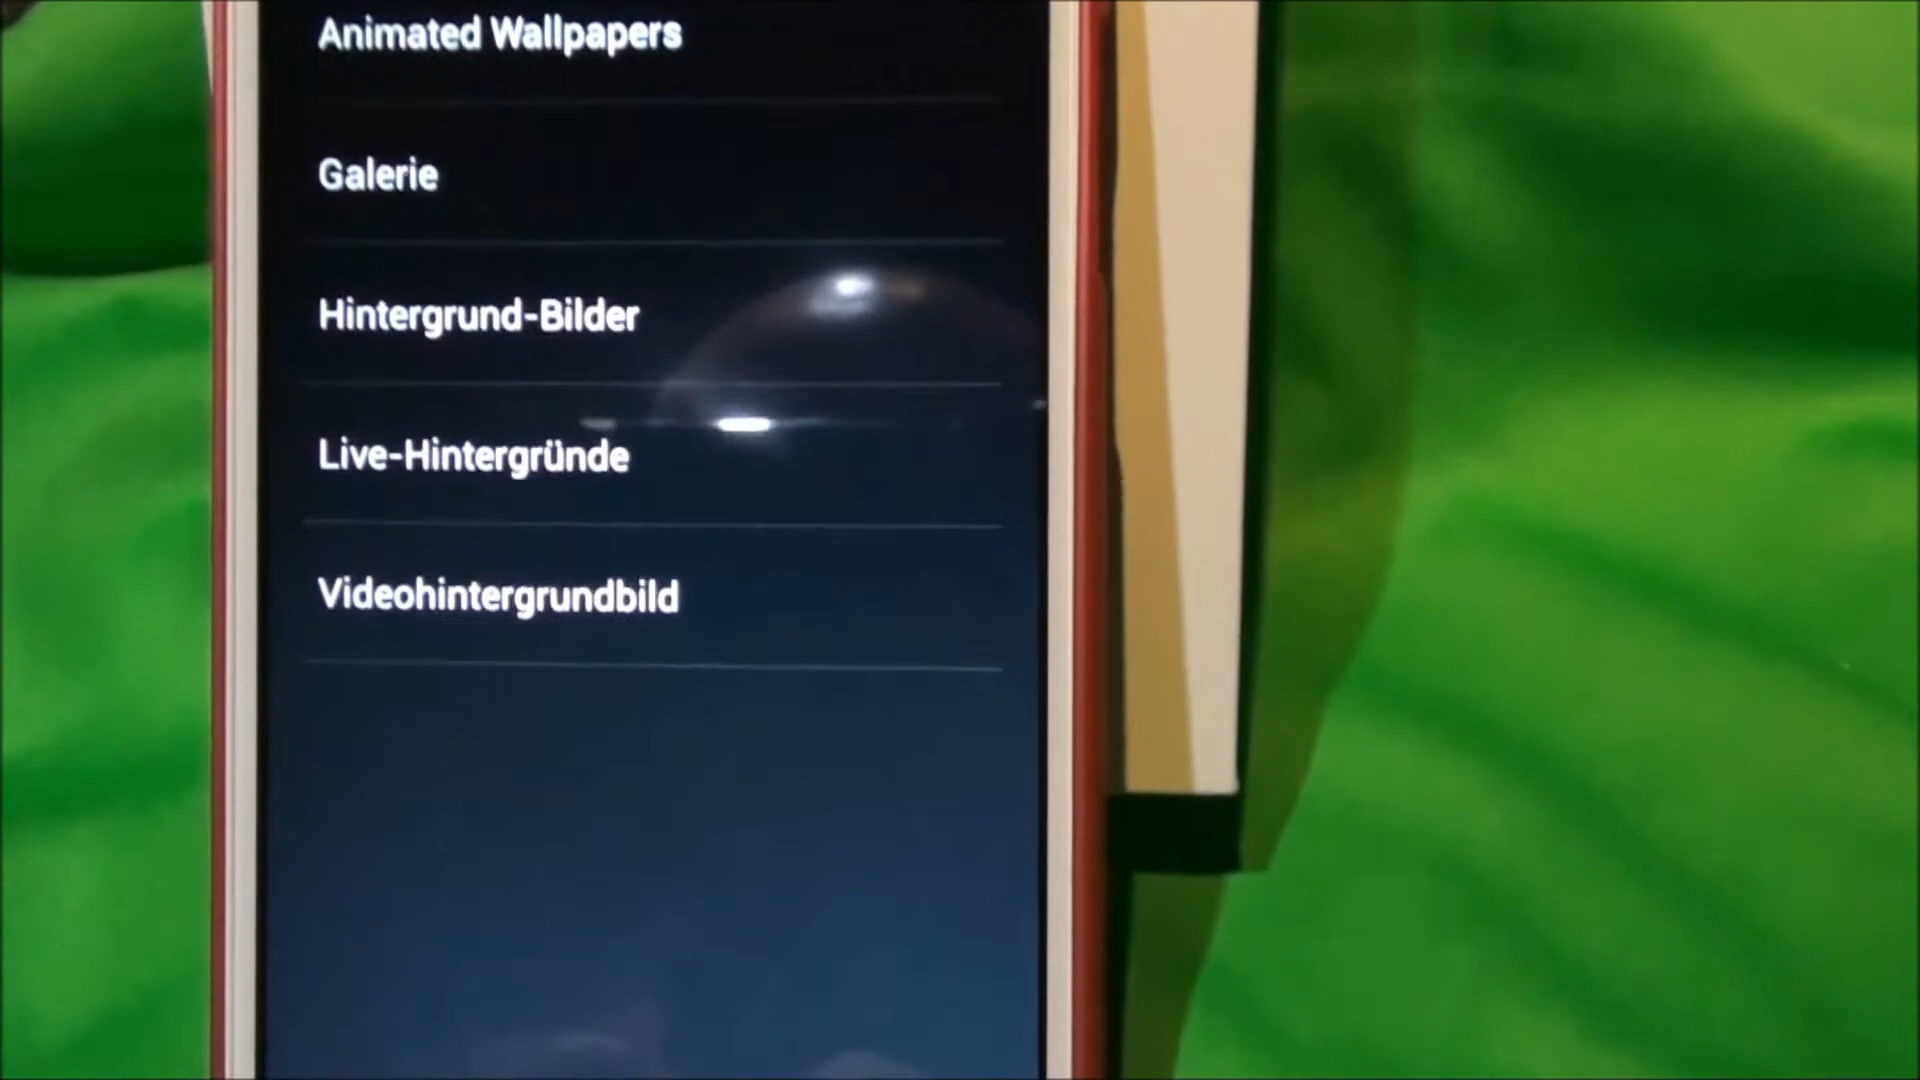 Animated Wallpapers
Galerie
Hintergrund-Bilder
Live-Hintergründe
Videohintergrundbild